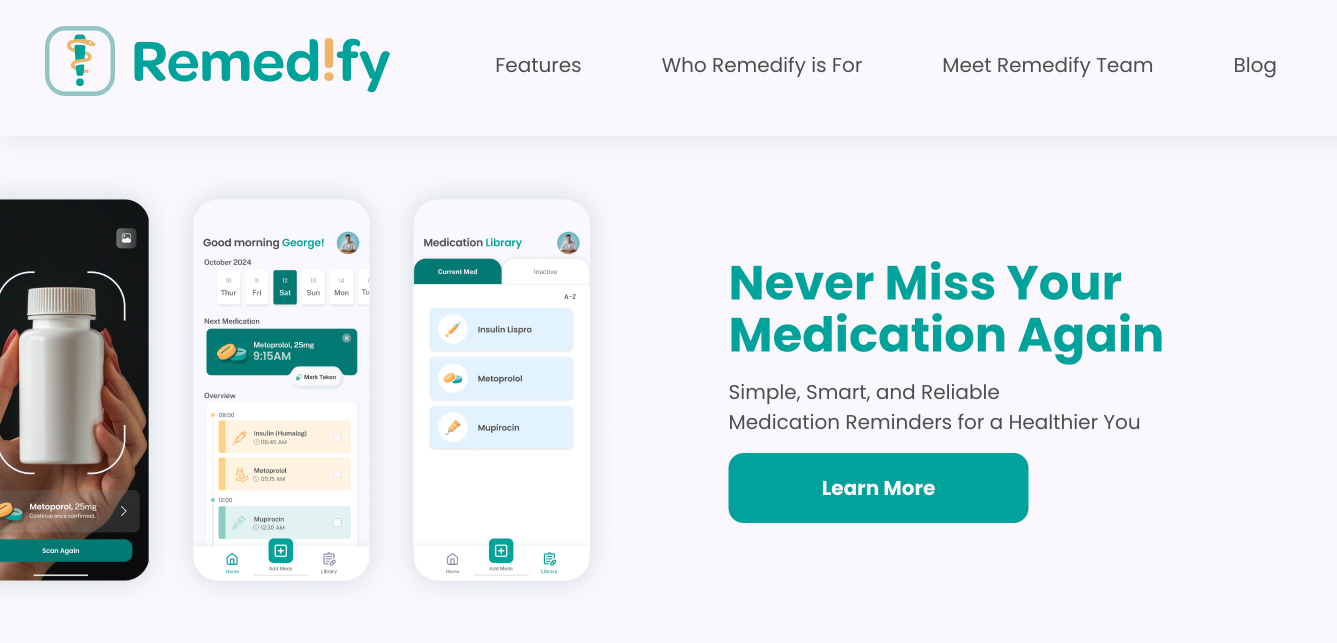 Remed!fy
Features
Who Remedify is For
Meet Remedify Team
Blog
Metoporol, 25mg
Continue once confirmed.
Scan Again
Good morning George!
October 2024
10 11 12 13 14
Thur Fri Sat Sun Mon Tu
Next Medication
Metoprolol, 25mg
9:15AM
Mark Taken
Overview
08:00
Insulin (Humalog)
08:45 AM
Metoprolol
09:15 AM
12:00
Mupirocin
12:30 AM
Home
Add Meds
Library
Medication Library
Current Med
Inactive
A-Z
Insulin Lispro
Metoprolol
Mupirocin
Home
Add Meds
Library
Never Miss Your
Medication Again
Simple, Smart, and Reliable
Medication Reminders for a Healthier You
Learn More